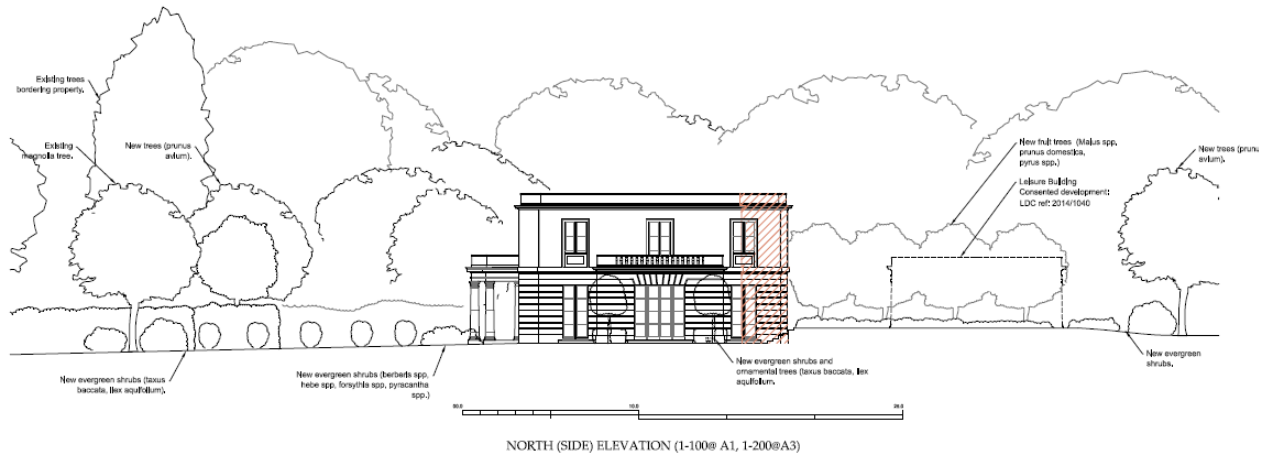 Existing trees
bordering property.
Existing
magnolia tree.
New trees (prunus
avium).
New fruit trees (Malus spp,
prunus domestica,
pyrus spp.)
Leisure Building
Consented development:
LDC ref: 2014/1040
New trees (prunu
avium).
New evergreen shrubs (taxus
baccata, ilex aquifolium).
New evergreen shrubs (berberis spp,
hebe spp, forsythia spp, pyracantha
spp.)
New evergreen shrubs and
ornamental trees (taxus baccata, ilex
aquifolium.
New evergreen
shrubs.
10.0
NORTH (SIDE) ELEVATION (1-100@ A1, 1-200@A3)